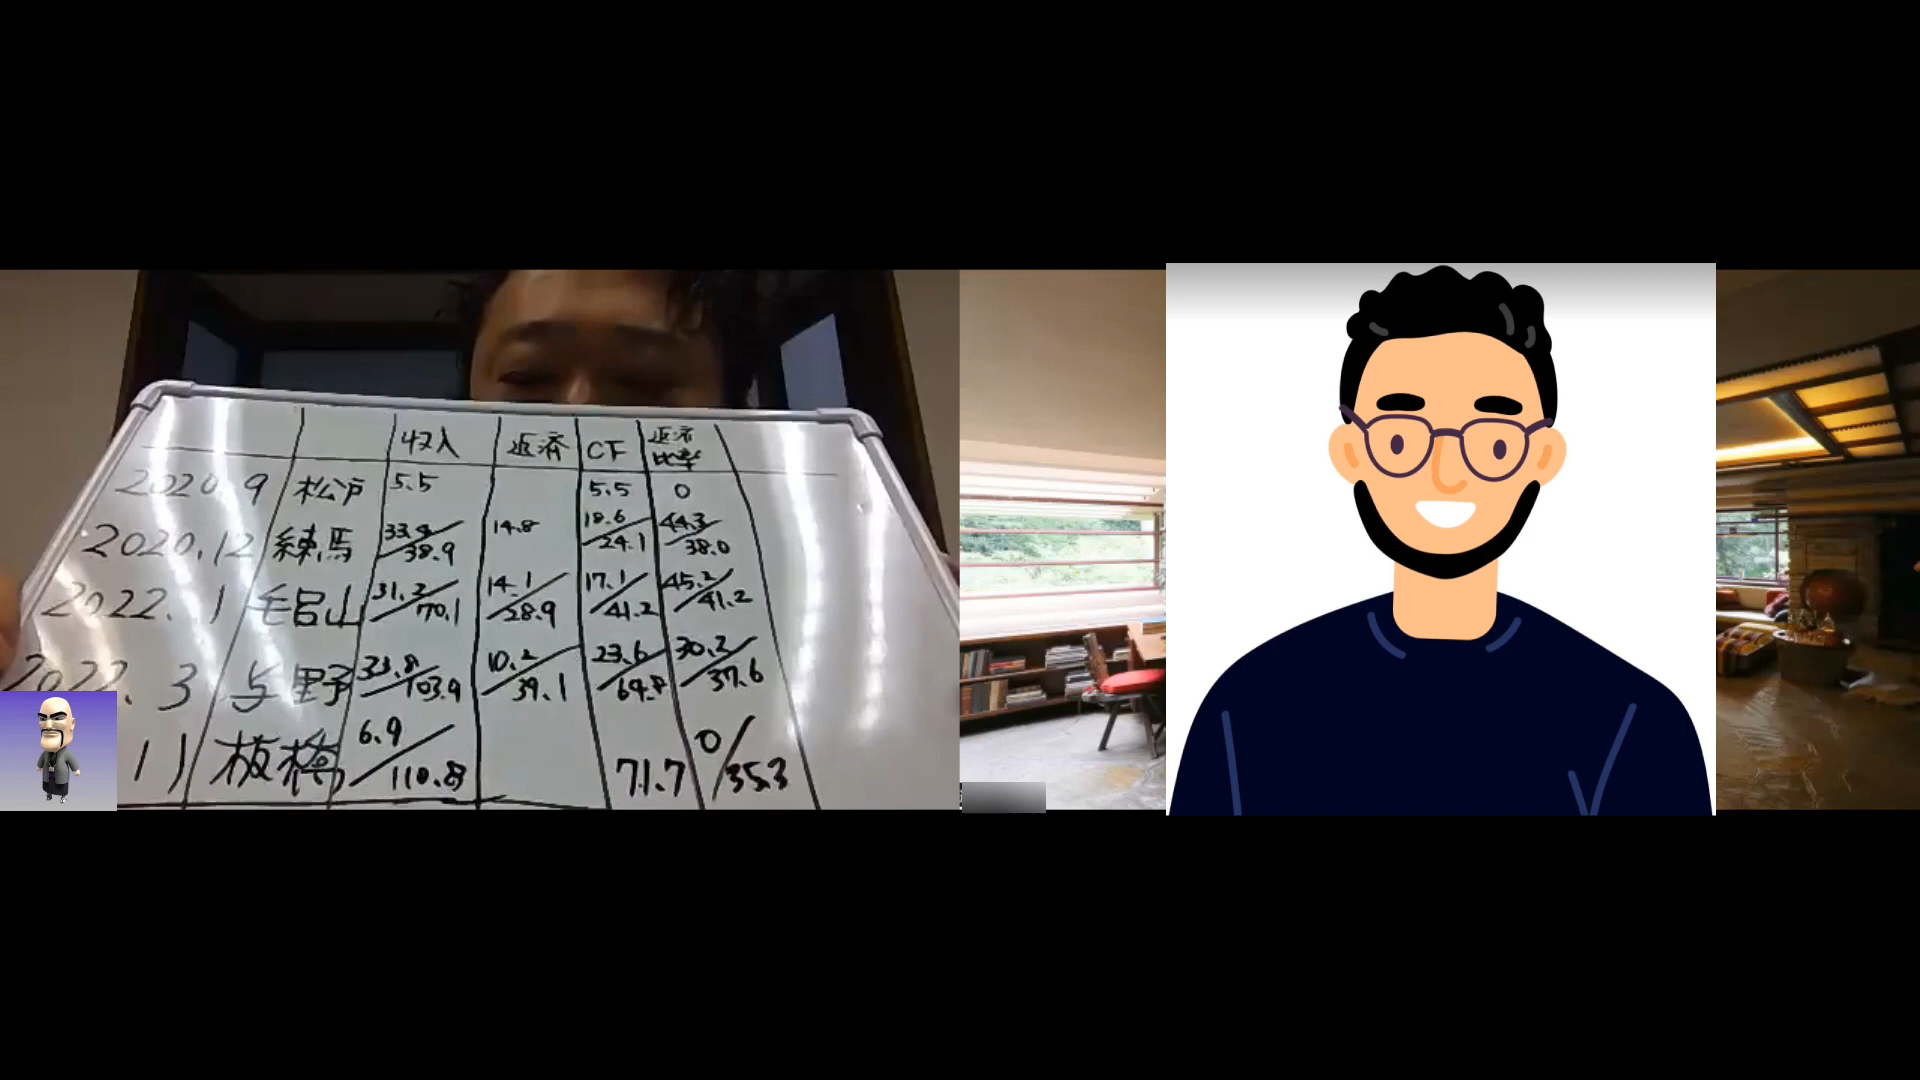 収入 返済 CF 返済比率
2020.9 松戸 5.5 5.5 0
2020.12 練馬 33.4/38.9 14.8 18.6/24.1 44.3/38.0
2022.1 毛呂山 31.2/70.1 14.1/28.9 17.1/41.2 45.2/41.2
2022.3 与野 33.8/103.9 10.2/39.1 23.6/64.8 30.2/37.6
11 板橋 6.9/110.8 71.7 0/35.3